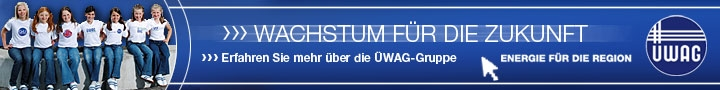 ››› WACHSTUM FÜR DIE ZUKUNFT
››› Erfahren Sie mehr über die ÜWAG-Gruppe
ENERGIE FÜR DIE REGION
ÜWAG